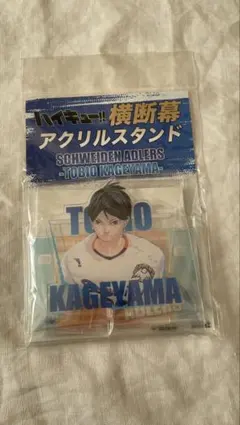 ハイキュー!! 横断幕
アクリルスタンド
SCHWEIDEN ADLERS
-TOBIO KAGEYAMA-
TOBIO
KAGEYAMA